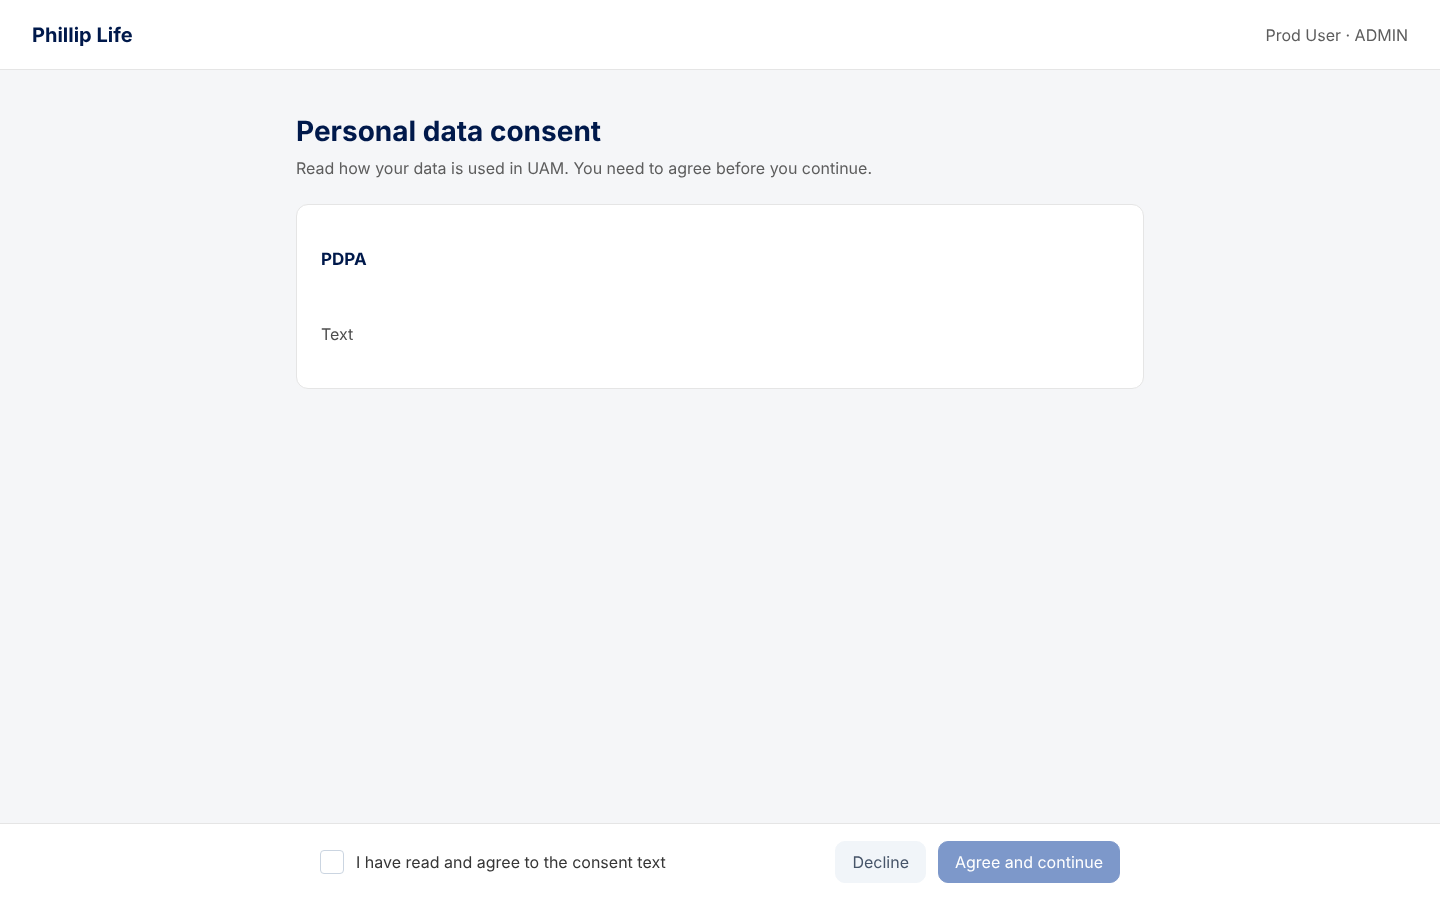 Phillip Life
Prod User · ADMIN
Personal data consent
Read how your data is used in UAM. You need to agree before you continue.
PDPA
Text
I have read and agree to the consent text
Decline
Agree and continue